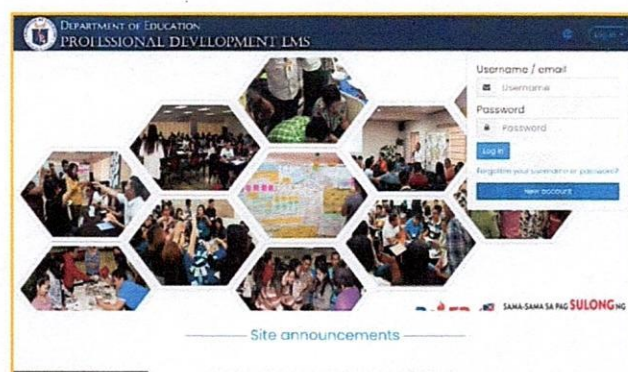 DEPARTMENT OF EDUCATION
PROFESSIONAL DEVELOPMENT LMS
Log in
Username / email
Username
Password
Password
Log in
Forgotten your username or password?
New account
SAMA-SAMA SA PAG SULONG NG
Site announcements